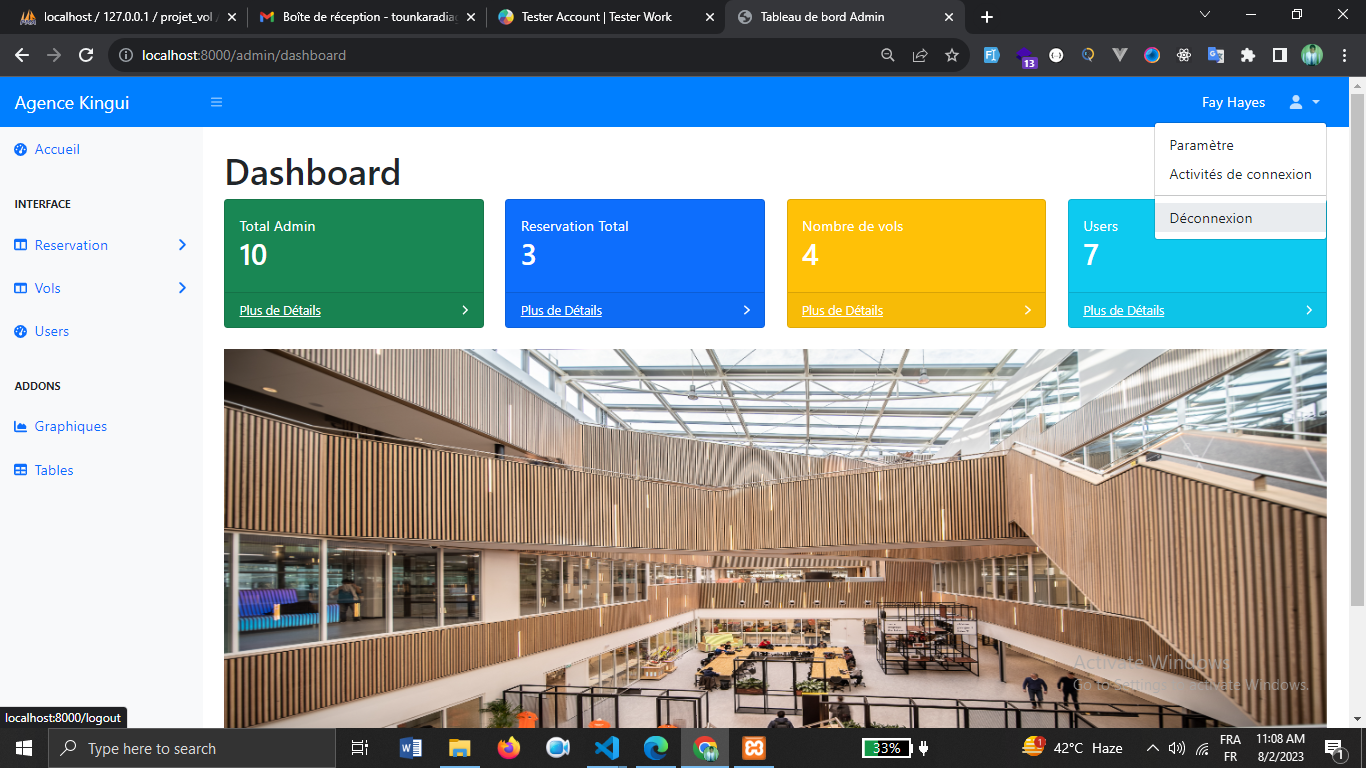 localhost / 127.0.0.1 / projet_vol
Boîte de réception - tounkaradiag
Tester Account | Tester Work
Tableau de bord Admin
localhost:8000/admin/dashboard
13
Agence Kingui
Fay Hayes
Paramètre
Activités de connexion
Déconnexion
Accueil
INTERFACE
Reservation
Vols
Users
ADDONS
Graphiques
Tables
Dashboard
Total Admin
10
Plus de Détails
Reservation Total
3
Plus de Détails
Nombre de vols
4
Plus de Détails
Users
7
Plus de Détails
Activate Windows
Go to Settings to activate Windows.
localhost:8000/logout
Type here to search
33%
1
42°C Haze
FRA
FR
11:08 AM
8/2/2023
1